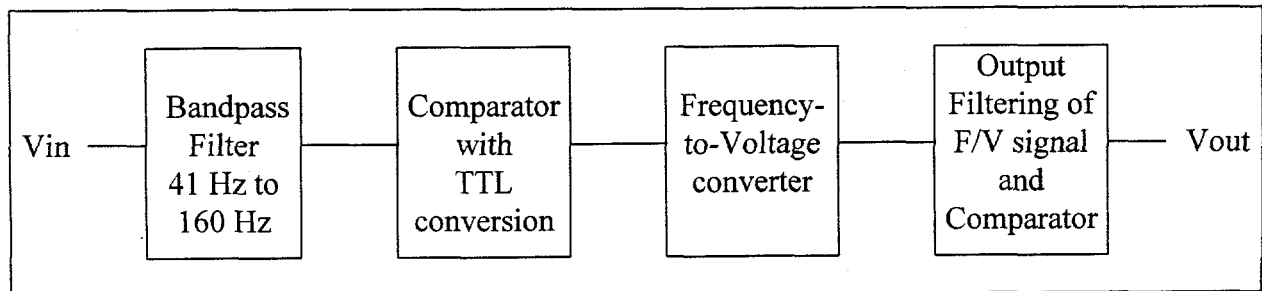 Vin
Bandpass
Filter
41 Hz to
160 Hz
Comparator
with
TTL
conversion
Frequency-
to-Voltage
converter
Output
Filtering of
F/V signal
and
Comparator
Vout